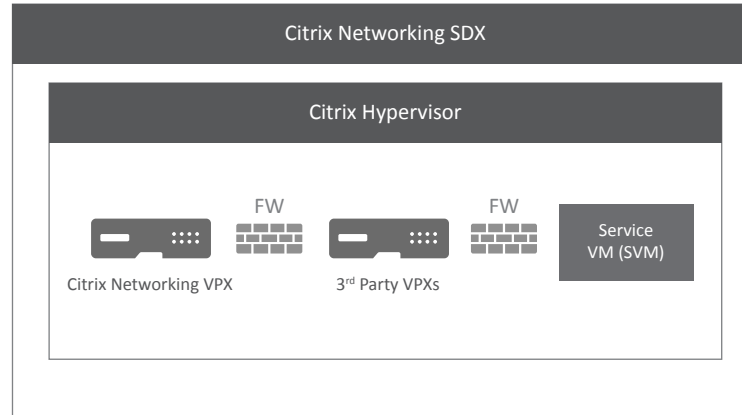 Citrix Networking SDX
Citrix Hypervisor
FW
FW
Service
VM (SVM)
Citrix Networking VPX
3rd Party VPXs